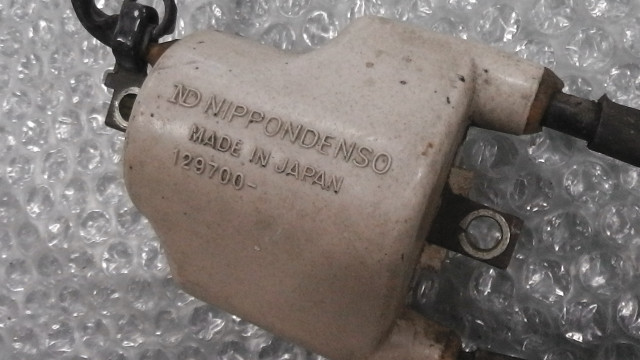 ND NIPPONDENSO
MADE IN JAPAN
129700-